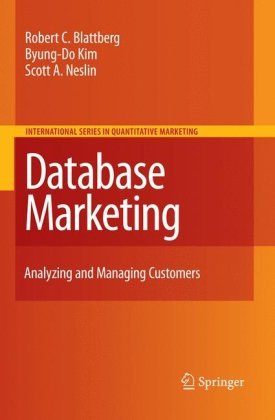 Robert C. Blattberg
Byung-Do Kim
Scott A. Neslin
INTERNATIONAL SERIES IN QUANTITATIVE MARKETING
Database
Marketing
Analyzing and Managing Customers
Springer